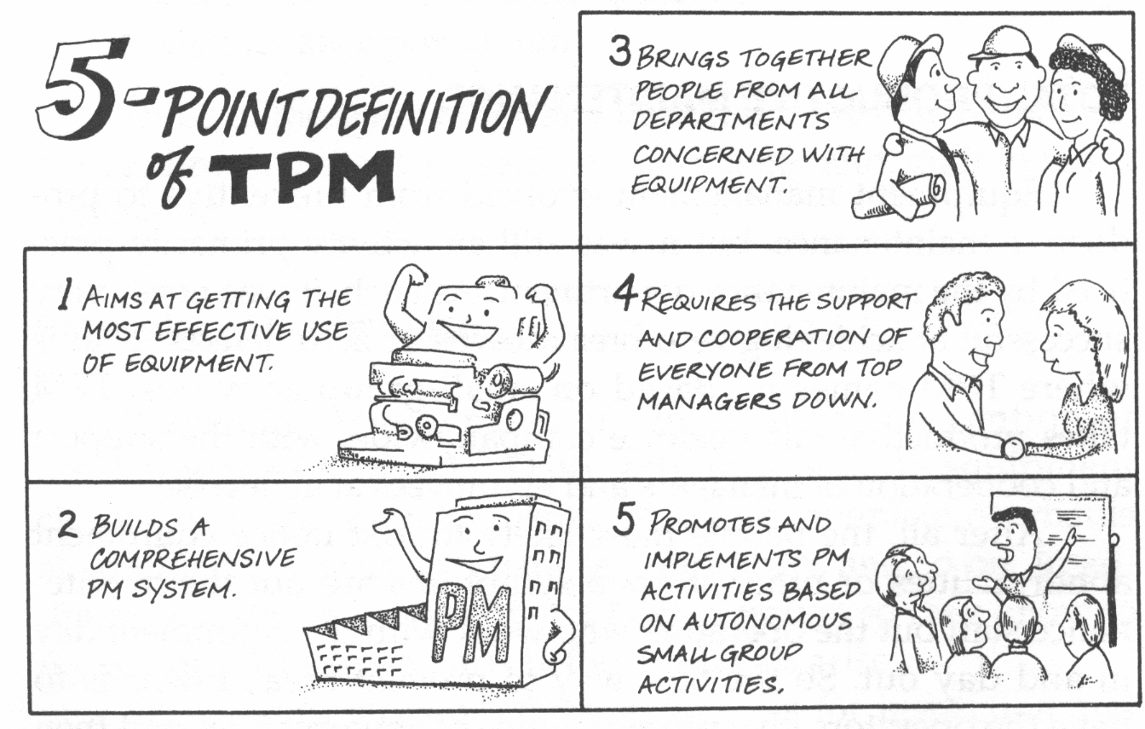 5-POINT DEFINITION
of TPM
1 AIMS AT GETTING THE
MOST EFFECTIVE USE
OF EQUIPMENT.
2 BUILDS A
COMPREHENSIVE
PM SYSTEM.
PM
3 BRINGS TOGETHER
PEOPLE FROM ALL
DEPARTMENTS
CONCERNED WITH
EQUIPMENT.
4 REQUIRES THE SUPPORT
AND COOPERATION OF
EVERYONE FROM TOP
MANAGERS DOWN.
5 PROMOTES AND
IMPLEMENTS PM
ACTIVITIES BASED
ON AUTONOMOUS
SMALL GROUP
ACTIVITIES.